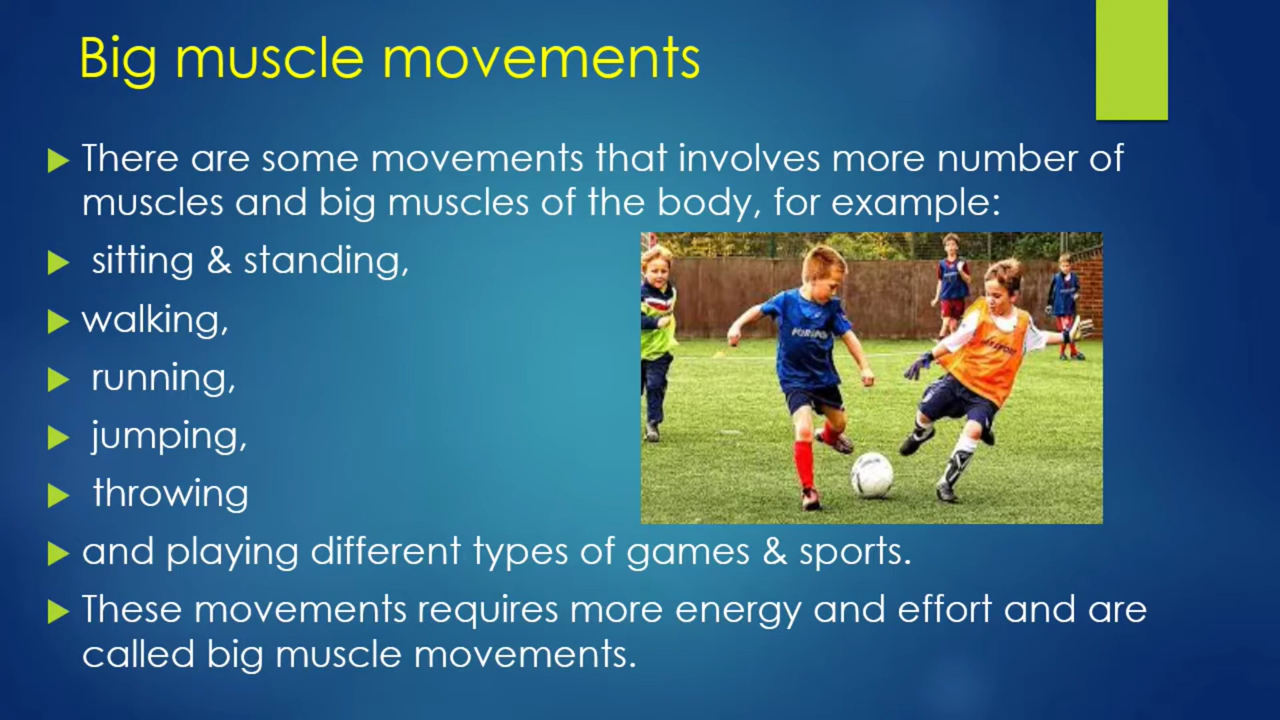 Big muscle movements
There are some movements that involves more number of
muscles and big muscles of the body, for example:
sitting & standing,
walking,
running,
jumping,
throwing
and playing different types of games & sports.
These movements requires more energy and effort and are
called big muscle movements.